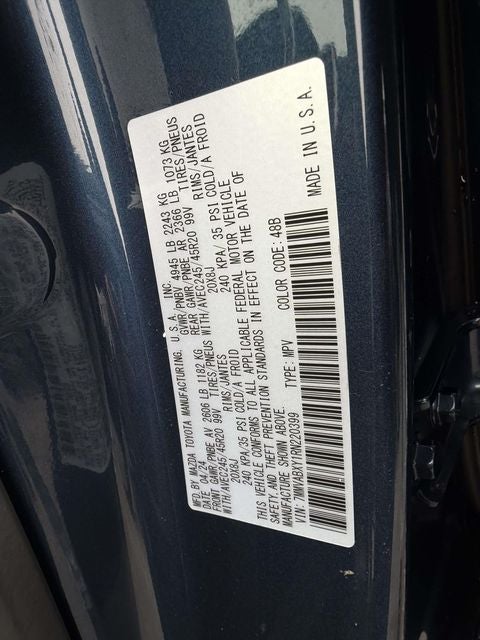 MFD.BY MAZDA TOYOTA MANUFACTURING, U.S.A., INC.
DATE 04/24 GVWR/PNBV 4945 LB 2243 KG
FRONT GAWR/PNBE AV 2606 LB 1182 KG REAR GAWR/PNBE AR 2366 LB 1073 KG
WITH/AVEC245/45R20 99V TIRES/PNEUS WITH/AVEC245/45R20 99V TIRES/PNEUS
20X8J RIMS/JANTES 20X8J RIMS/JANTES
240 KPA/35 PSI COLD/A FROID 240 KPA/ 35 PSI COLD/A FROID
THIS VEHICLE CONFORMS TO ALL APPLICABLE FEDERAL MOTOR VEHICLE
SAFETY, AND THEFT PREVENTION STANDARDS IN EFFECT ON THE DATE OF
MANUFACTURE SHOWN ABOVE.
VIN: 7MMVABXY1RN220399 TYPE: MPV COLOR CODE: 48B MADE IN U.S.A.